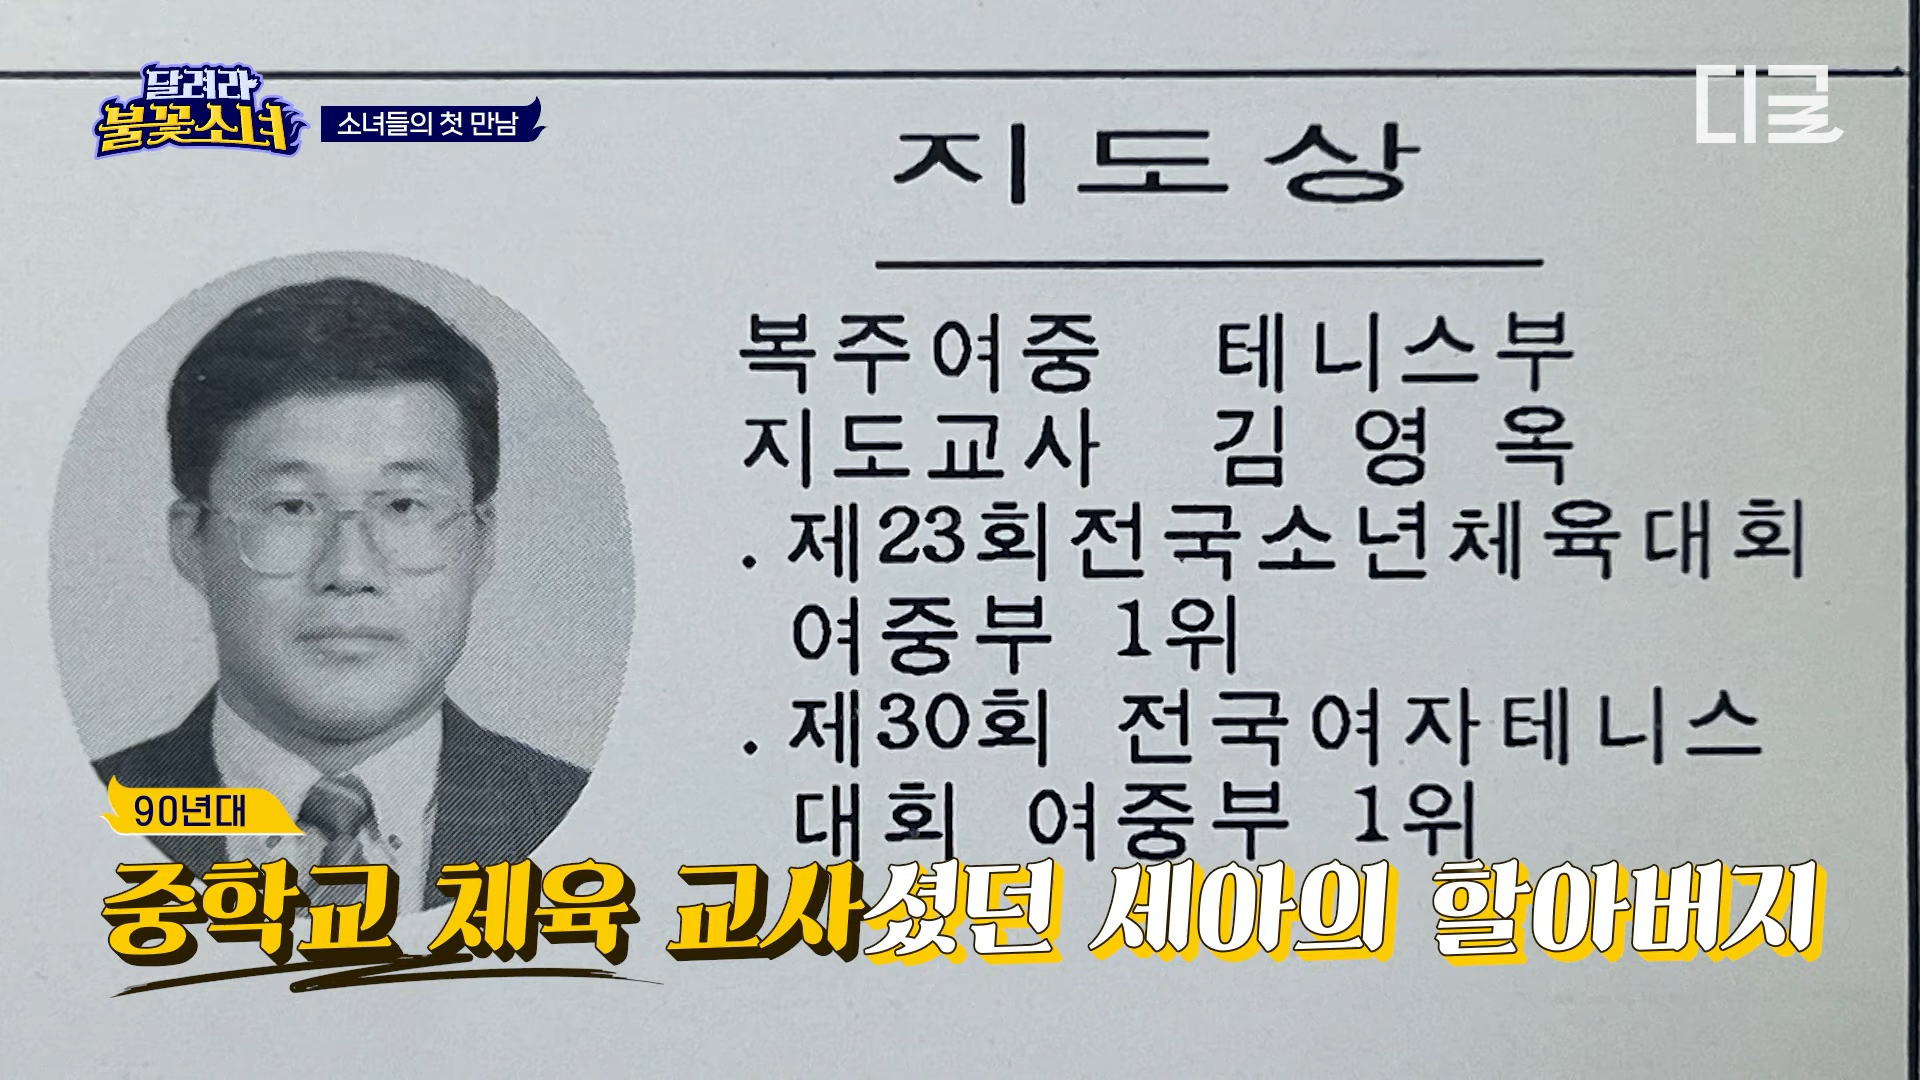 달려라
불꽃소녀
소녀들의 첫 만남
디글
지도상
복주여중 테니스부
지도교사 김영옥
.제23회전국소년체육대회
여중부 1위
.제30회 전국여자테니스
대회 여중부 1위
90년대
중학교 체육 교사셨던 세아의 할아버지